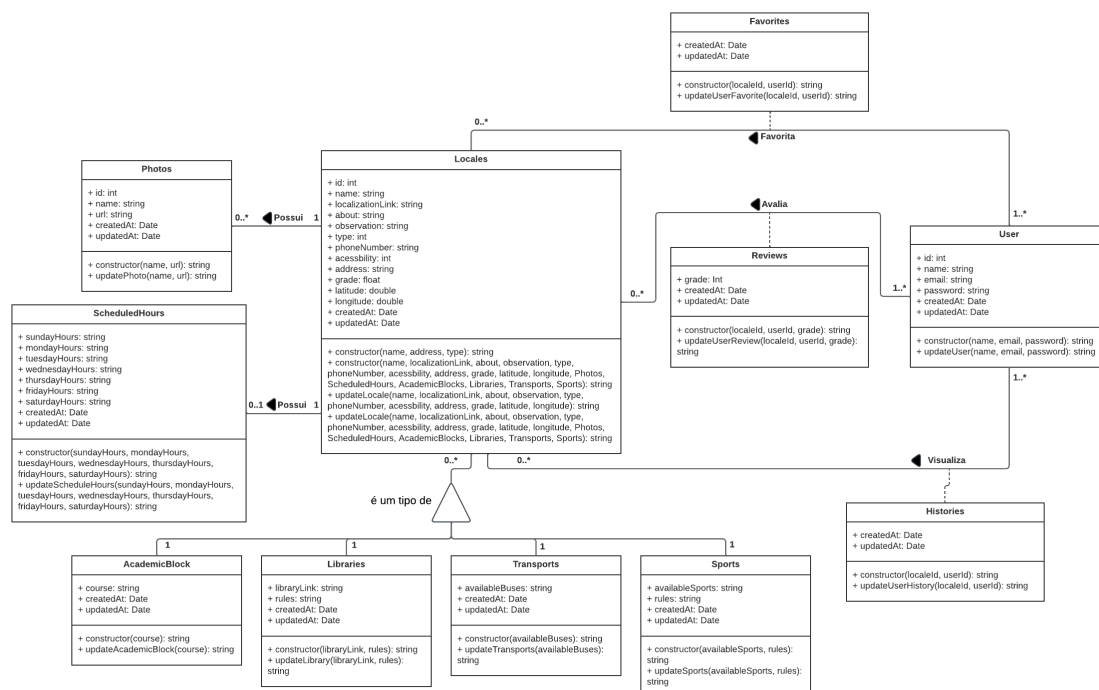 Favorites
+ createdAt: Date
+ updatedAt: Date
+ constructor(localeId, userId): string
+ updateUserFavorite(localeId, userId): string
0..*
Favorita
1..*
Photos
+ id: int
+ name: string
+ url: string
+ createdAt: Date
+ updatedAt: Date
+ constructor(name, url): string
+ updatePhoto(name, url): string
0..*
Possui
1
Locales
+ id: int
+ name: string
+ localizationLink: string
+ about: string
+ observation: string
+ type: int
+ phoneNumber: string
+ acessbility: int
+ address: string
+ grade: float
+ latitude: double
+ longitude: double
+ createdAt: Date
+ updatedAt: Date
+ constructor(name, address, type): string
+ constructor(name, localizationLink, about, observation, type,
phoneNumber, acessbility, address, grade, latitude, longitude, Photos,
ScheduledHours, AcademicBlocks, Libraries, Transports, Sports): string
+ updateLocale(name, localizationLink, about, observation, type,
phoneNumber, acessbility, address, grade, latitude, longitude): string
+ updateLocale(name, localizationLink, about, observation, type,
phoneNumber, acessbility, address, grade, latitude, longitude, Photos,
ScheduledHours, AcademicBlocks, Libraries, Transports, Sports): string
Avalia
0..*
1..*
Reviews
+ grade: Int
+ createdAt: Date
+ updatedAt: Date
+ constructor(localeId, userId, grade): string
+ updateUserReview(localeId, userId, grade):
string
User
+ id: int
+ name: string
+ email: string
+ password: string
+ createdAt: Date
+ updatedAt: Date
+ constructor(name, email, password): string
+ updateUser(name, email, password): string
1..*
ScheduledHours
+ sundayHours: string
+ mondayHours: string
+ tuesdayHours: string
+ wednesdayHours: string
+ thursdayHours: string
+ fridayHours: string
+ saturdayHours: string
+ createdAt: Date
+ updatedAt: Date
+ constructor(sundayHours, mondayHours,
tuesdayHours, wednesdayHours, thursdayHours,
fridayHours, saturdayHours): string
+ updateScheduleHours(sundayHours, mondayHours,
tuesdayHours, wednesdayHours, thursdayHours,
fridayHours, saturdayHours): string
0..1
Possui
1
0..*
0..*
Visualiza
é um tipo de
Histories
+ createdAt: Date
+ updatedAt: Date
+ constructor(localeId, userId): string
+ updateUserHistory(localeId, userId): string
1
1
1
1
AcademicBlock
+ course: string
+ createdAt: Date
+ updatedAt: Date
+ constructor(course): string
+ updateAcademicBlock(course): string
Libraries
+ libraryLink: string
+ rules: string
+ createdAt: Date
+ updatedAt: Date
+ constructor(libraryLink, rules): string
+ updateLibrary(libraryLink, rules):
string
Transports
+ availableBuses: string
+ createdAt: Date
+ updatedAt: Date
+ constructor(availableBuses): string
+ updateTransports(availableBuses):
string
Sports
+ availableSports: string
+ rules: string
+ createdAt: Date
+ updatedAt: Date
+ constructor(availableSports, rules):
string
+ updateSports(availableSports, rules):
string